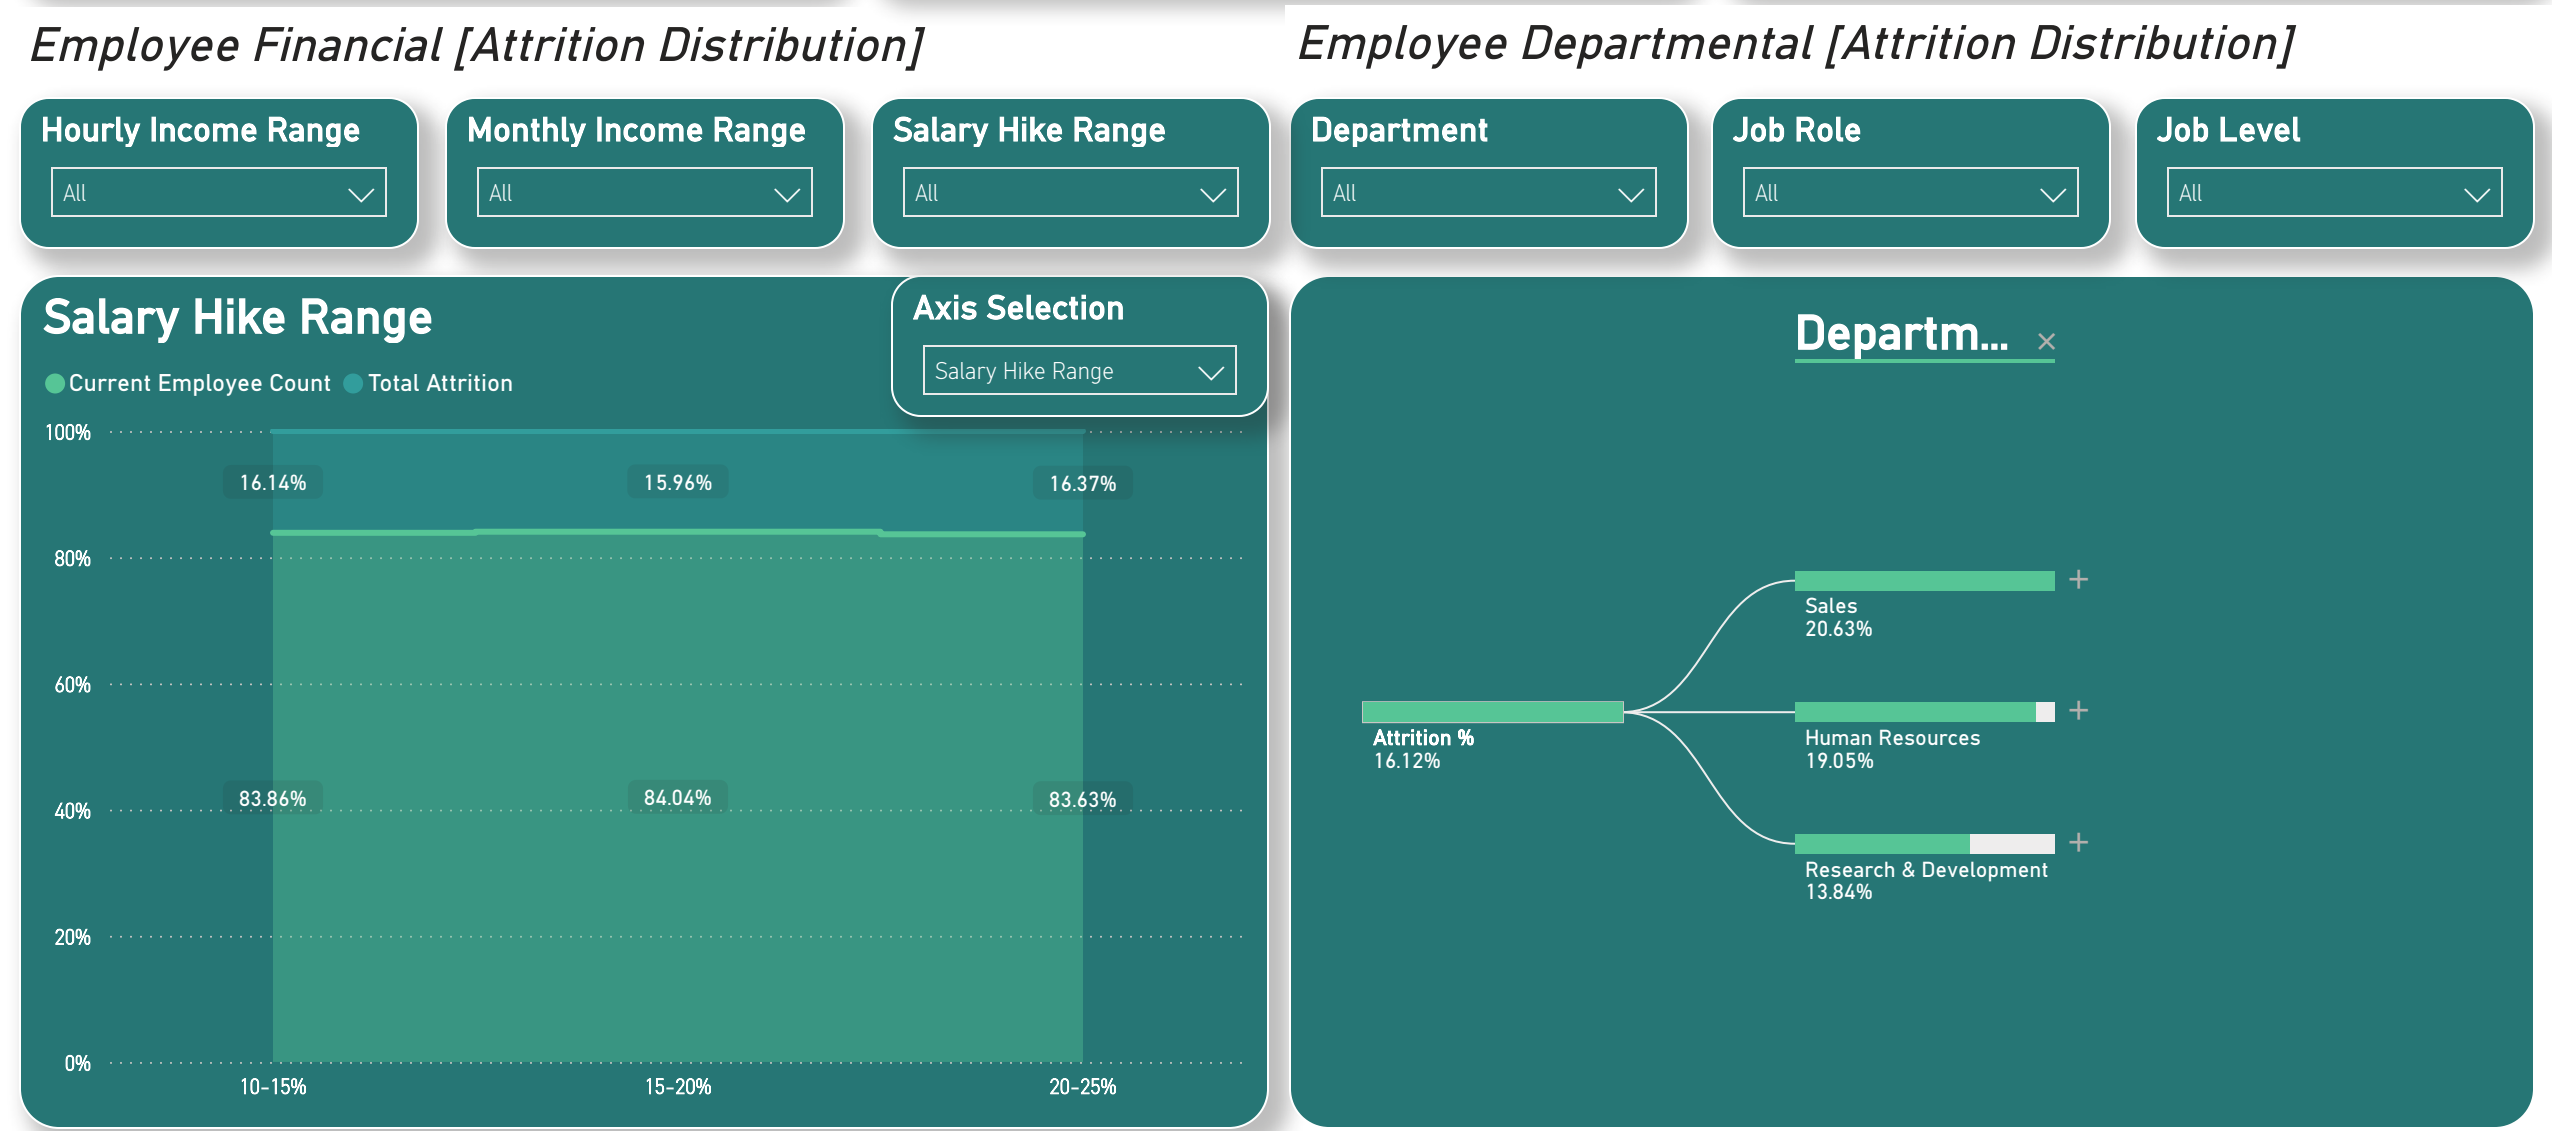 Employee Financial [Attrition Distribution]
Hourly Income Range
All
Monthly Income Range
All
Salary Hike Range
All
Salary Hike Range
Axis Selection
Salary Hike Range
Current Employee Count
Total Attrition
100%
80%
60%
40%
20%
0%
16.14%
15.96%
16.37%
83.86%
84.04%
83.63%
10-15%
15-20%
20-25%
Employee Departmental [Attrition Distribution]
Department
All
Job Role
All
Job Level
All
Departm...
Attrition %
16.12%
Sales
20.63%
Human Resources
19.05%
Research & Development
13.84%